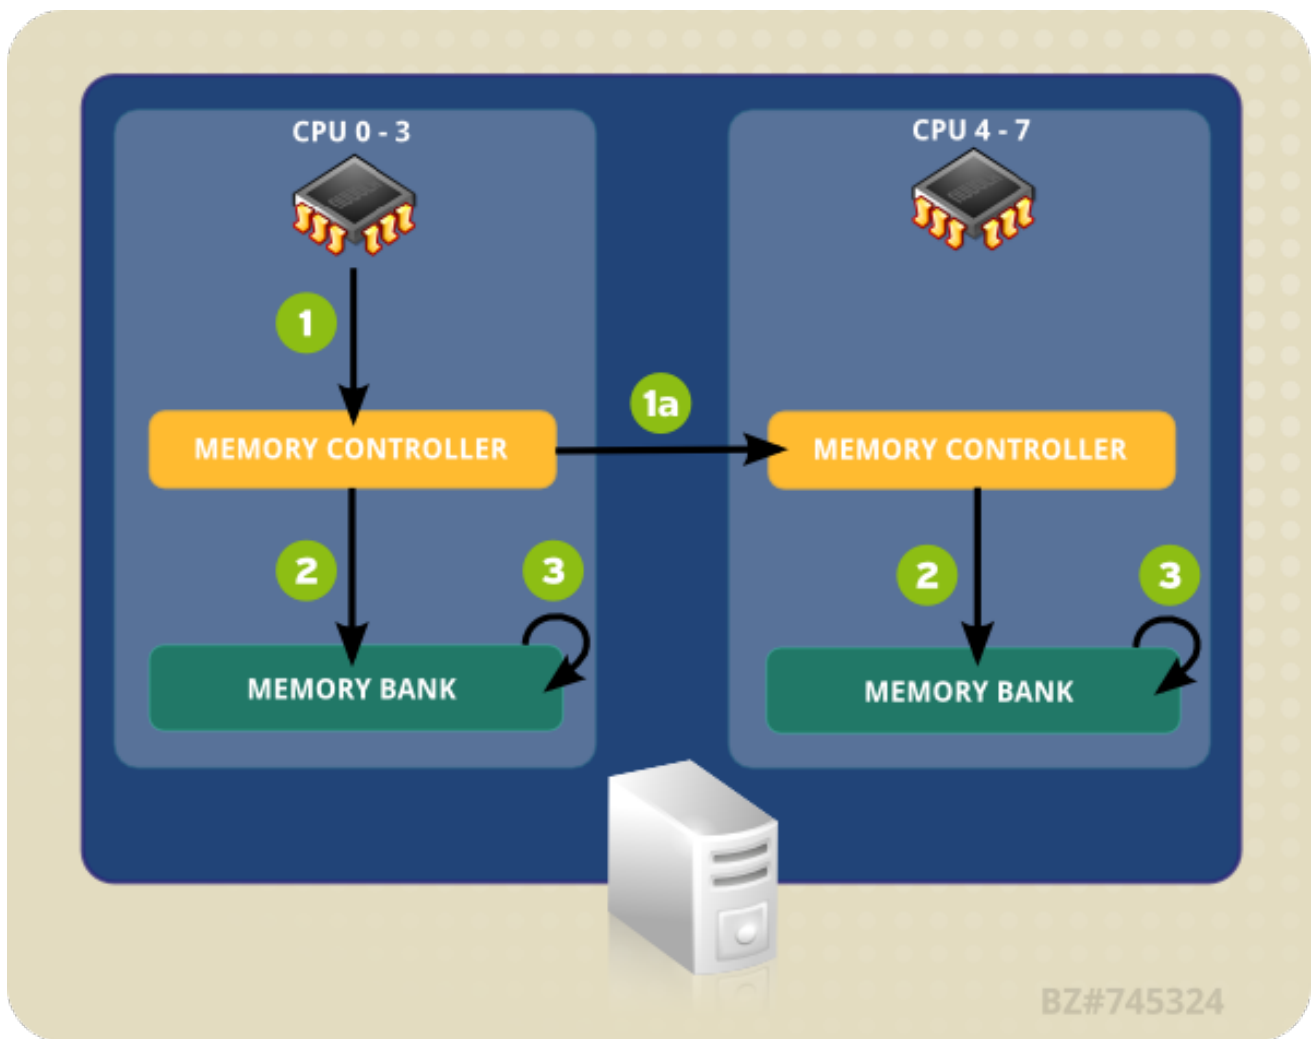 CPU 0 - 3
CPU 4 - 7
1
1a
MEMORY CONTROLLER
MEMORY CONTROLLER
2
3
2
3
MEMORY BANK
MEMORY BANK
BZ#745324